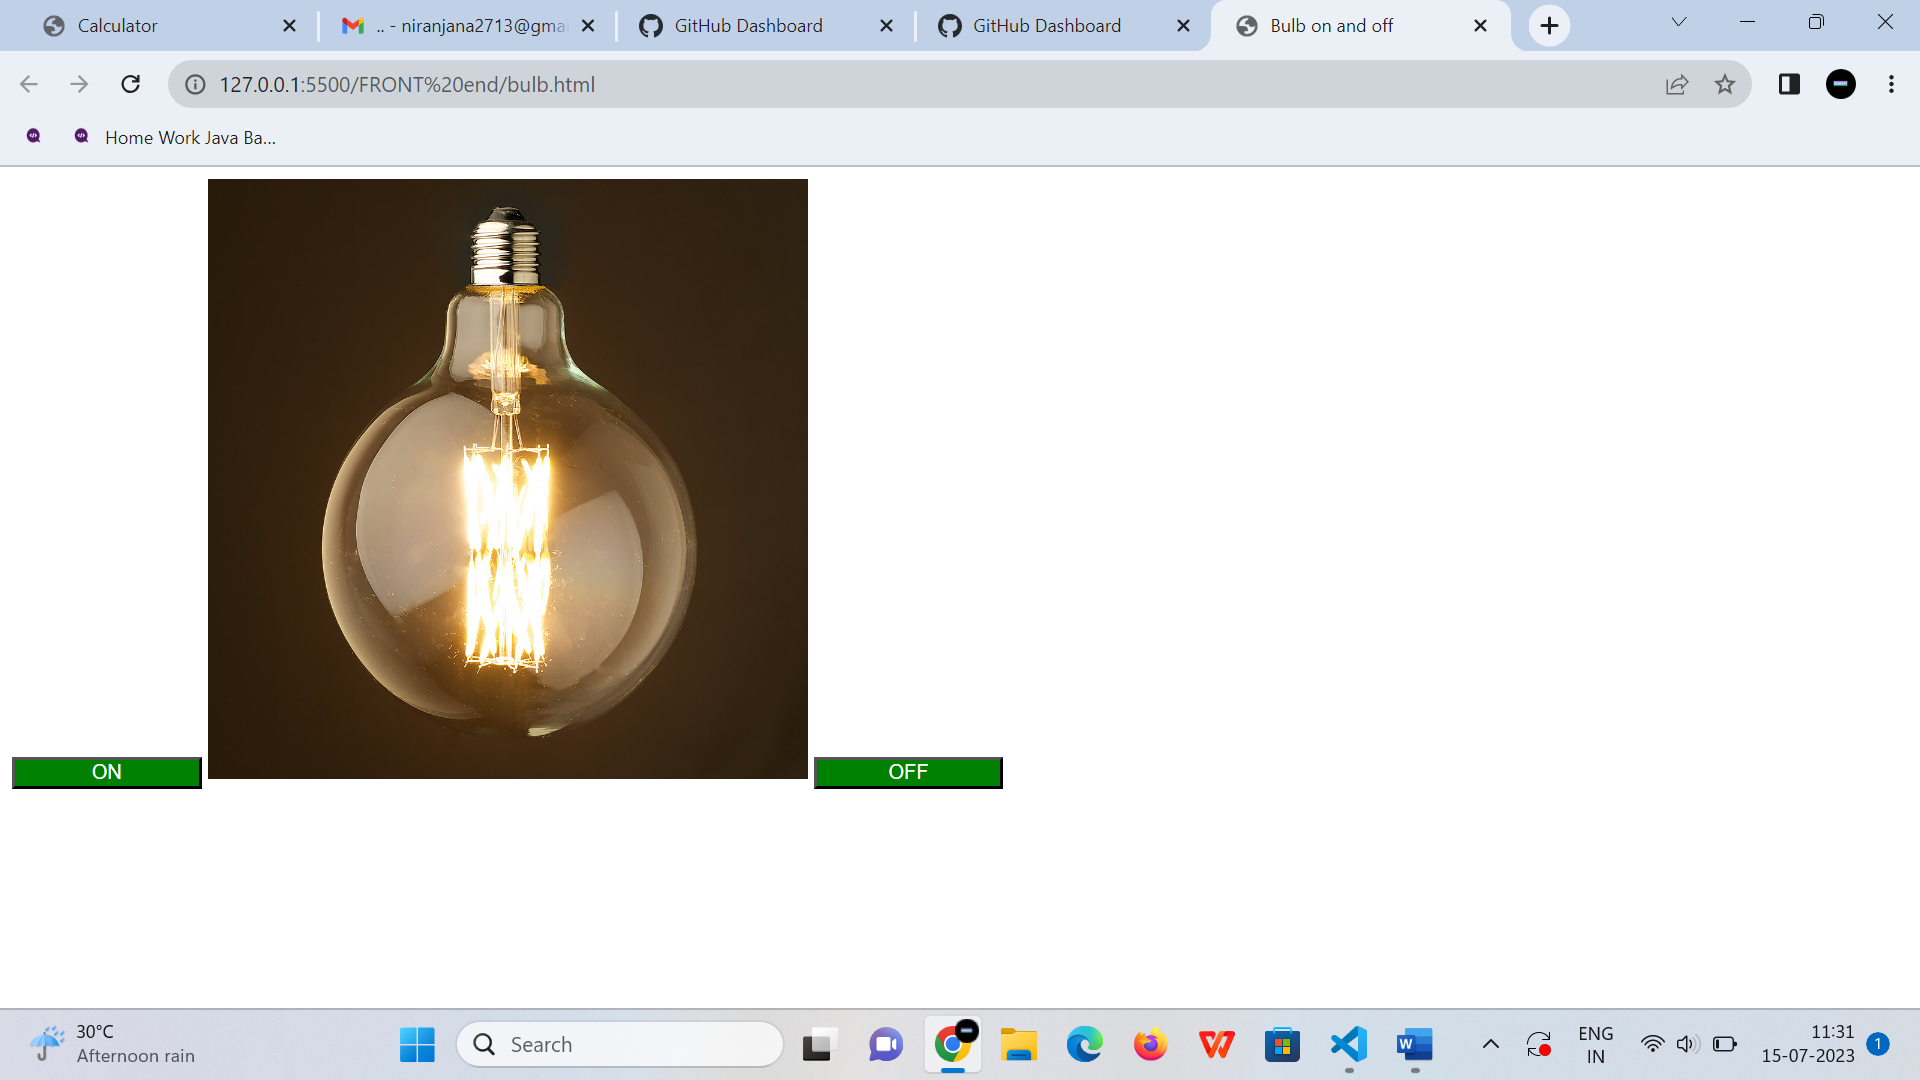 Calculator
.. - niranjana2713@gmai
GitHub Dashboard
GitHub Dashboard
Bulb on and off
127.0.0.1:5500/FRONT%20end/bulb.html
Home Work Java Ba...
ON
OFF
30°C
Afternoon rain
Search
W
ENG
IN
11:31
15-07-2023
1